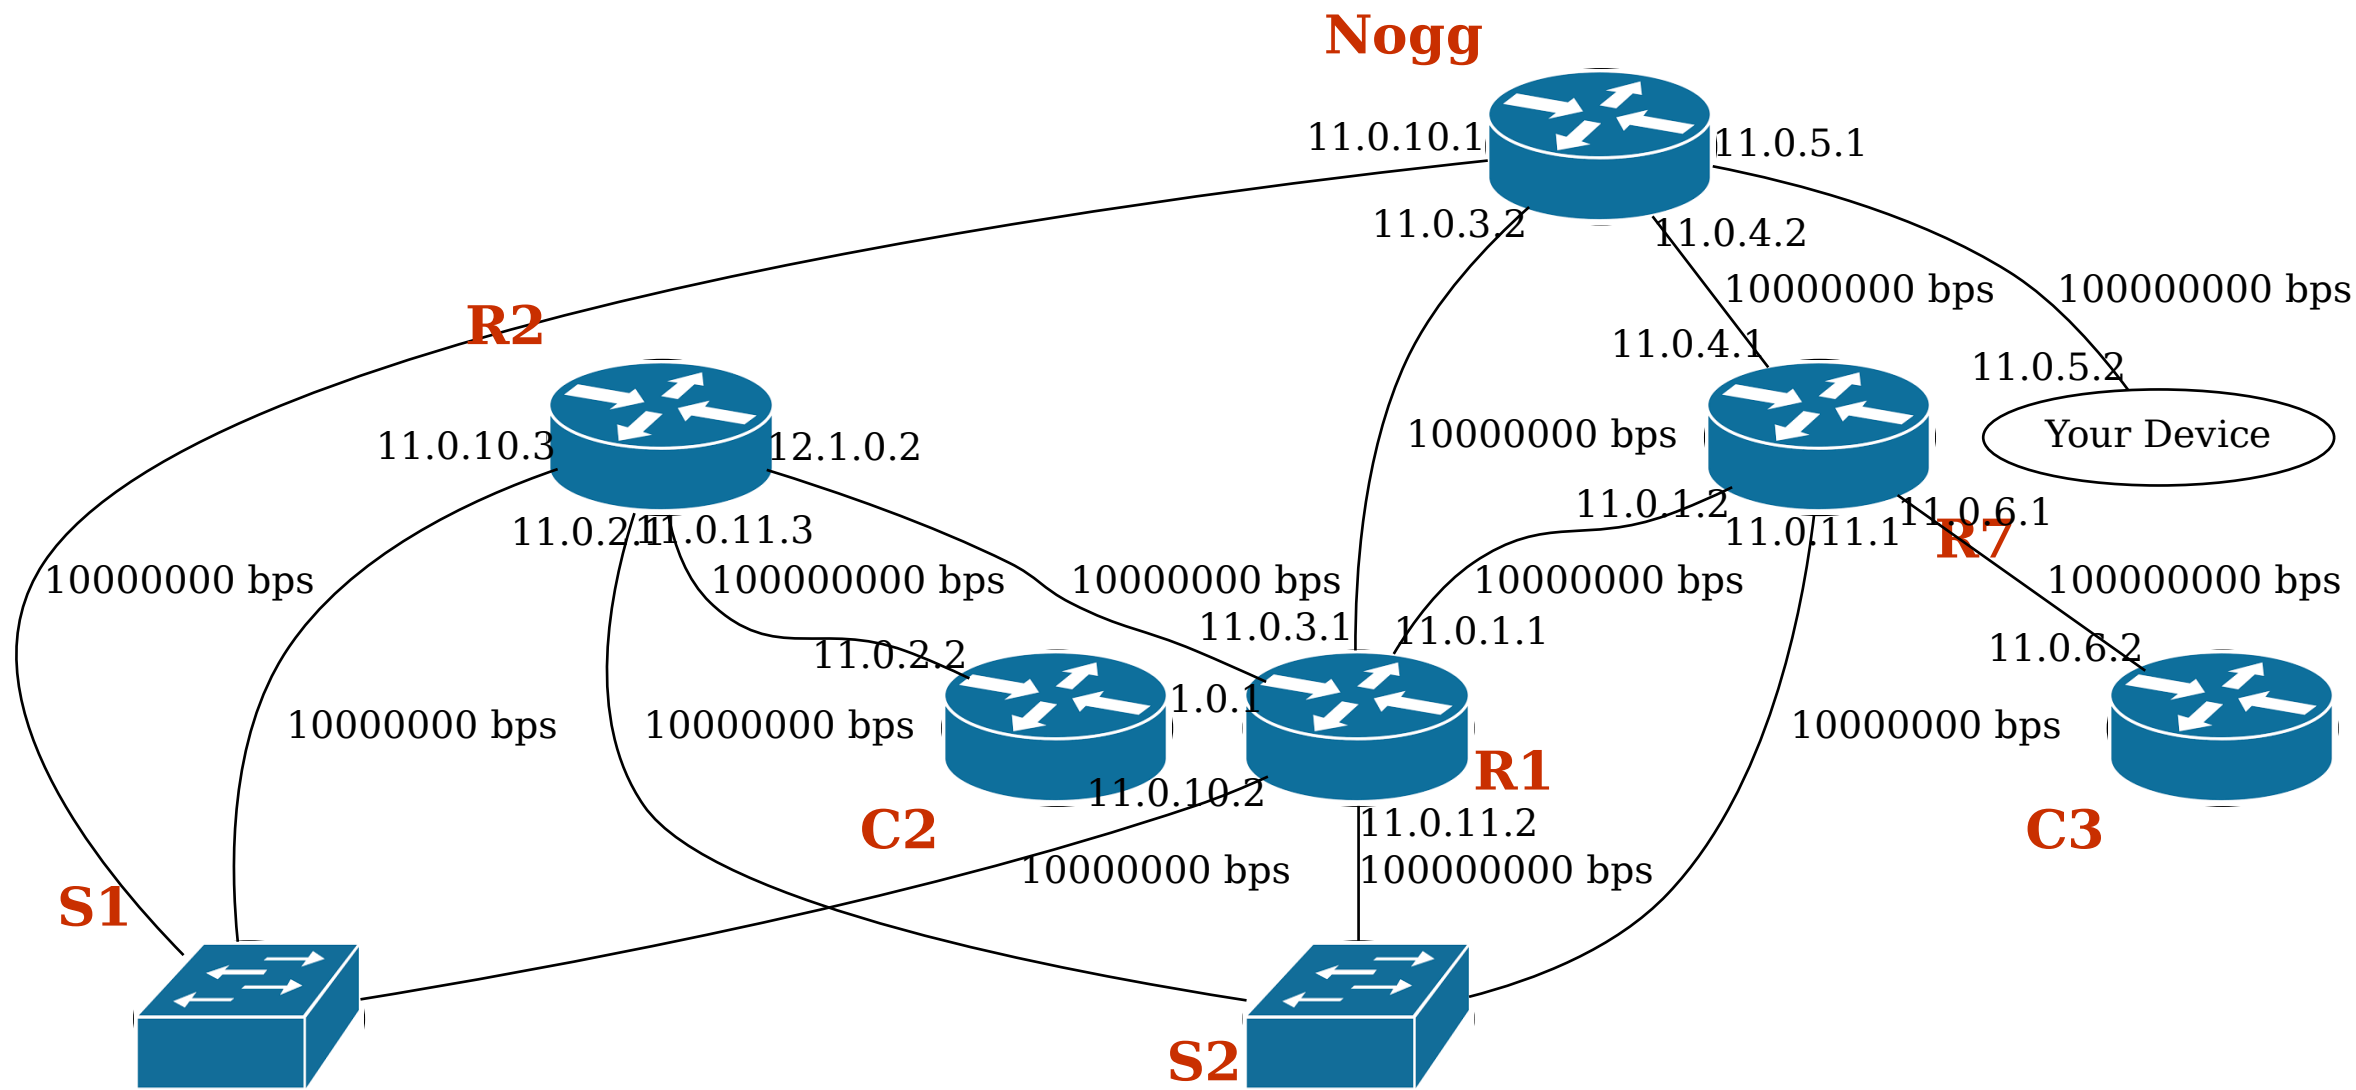 Nogg
11.0.10.1
11.0.5.1
11.0.3.2
11.0.4.2
10000000 bps
100000000 bps
R2
11.0.4.1
11.0.5.2
11.0.10.3
12.1.0.2
10000000 bps
Your Device
11.0.2.1
11.0.11.3
11.0.1.2
11.0.11.1
11.0.6.1
R7
10000000 bps
100000000 bps
10000000 bps
10000000 bps
100000000 bps
11.0.3.1
11.0.1.1
11.0.2.2
11.0.6.2
1.0.1
10000000 bps
10000000 bps
10000000 bps
11.0.10.2
R1
C2
11.0.11.2
C3
10000000 bps
100000000 bps
S1
S2